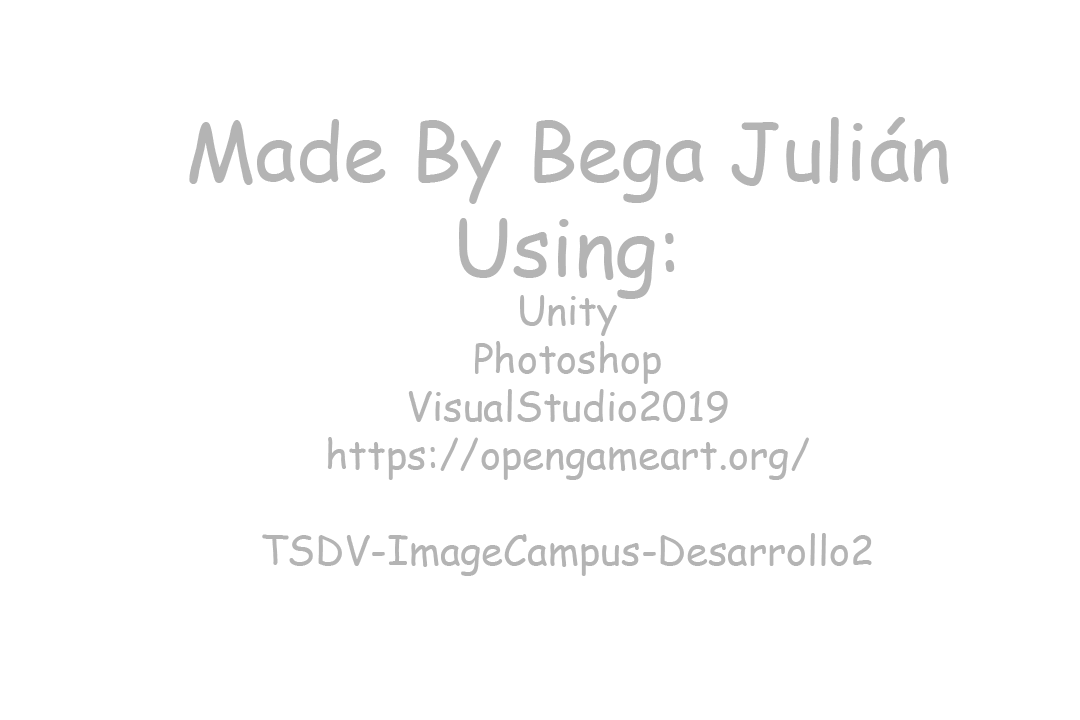 Made By Bega Julián
Using:
Unity
Photoshop
VisualStudio2019
https://opengameart.org/
TSDV-ImageCampus-Desarrollo2